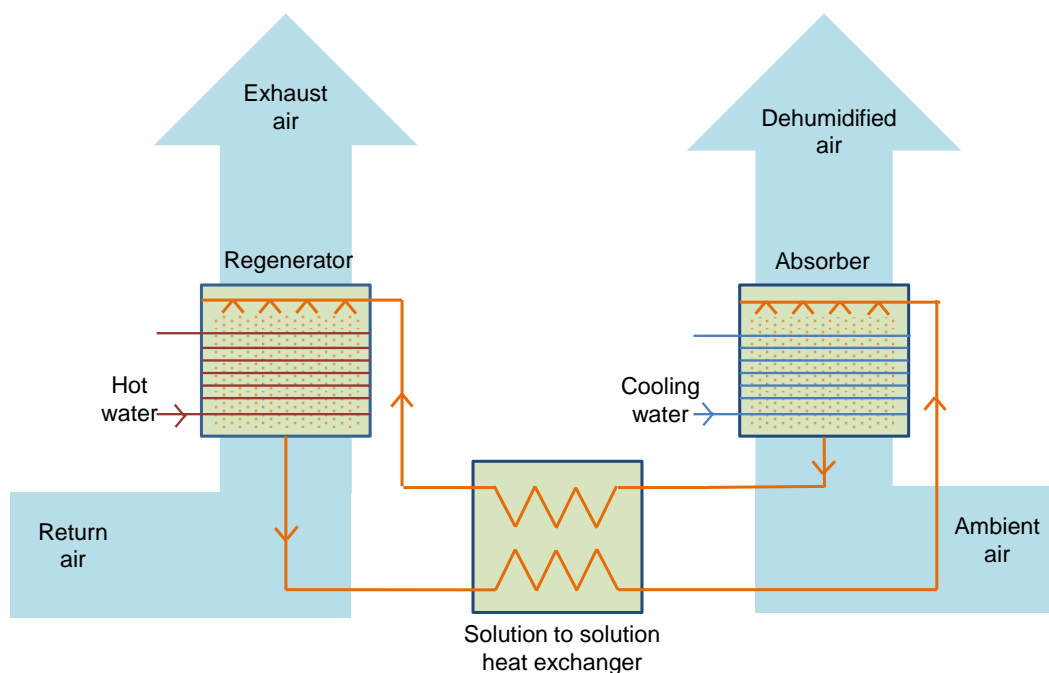 Exhaust
air
Dehumidified
air
Regenerator
Absorber
Hot
water
Cooling
water
Return
air
Ambient
air
Solution to solution
heat exchanger